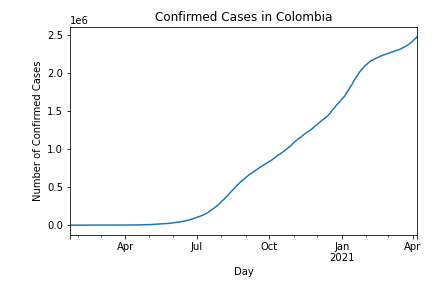 Confirmed Cases in Colombia
1e6
2.5
2.0
1.5
1.0
0.5
0.0
Number of Confirmed Cases
Apr
Jul
Oct
Jan
2021
Apr
Day